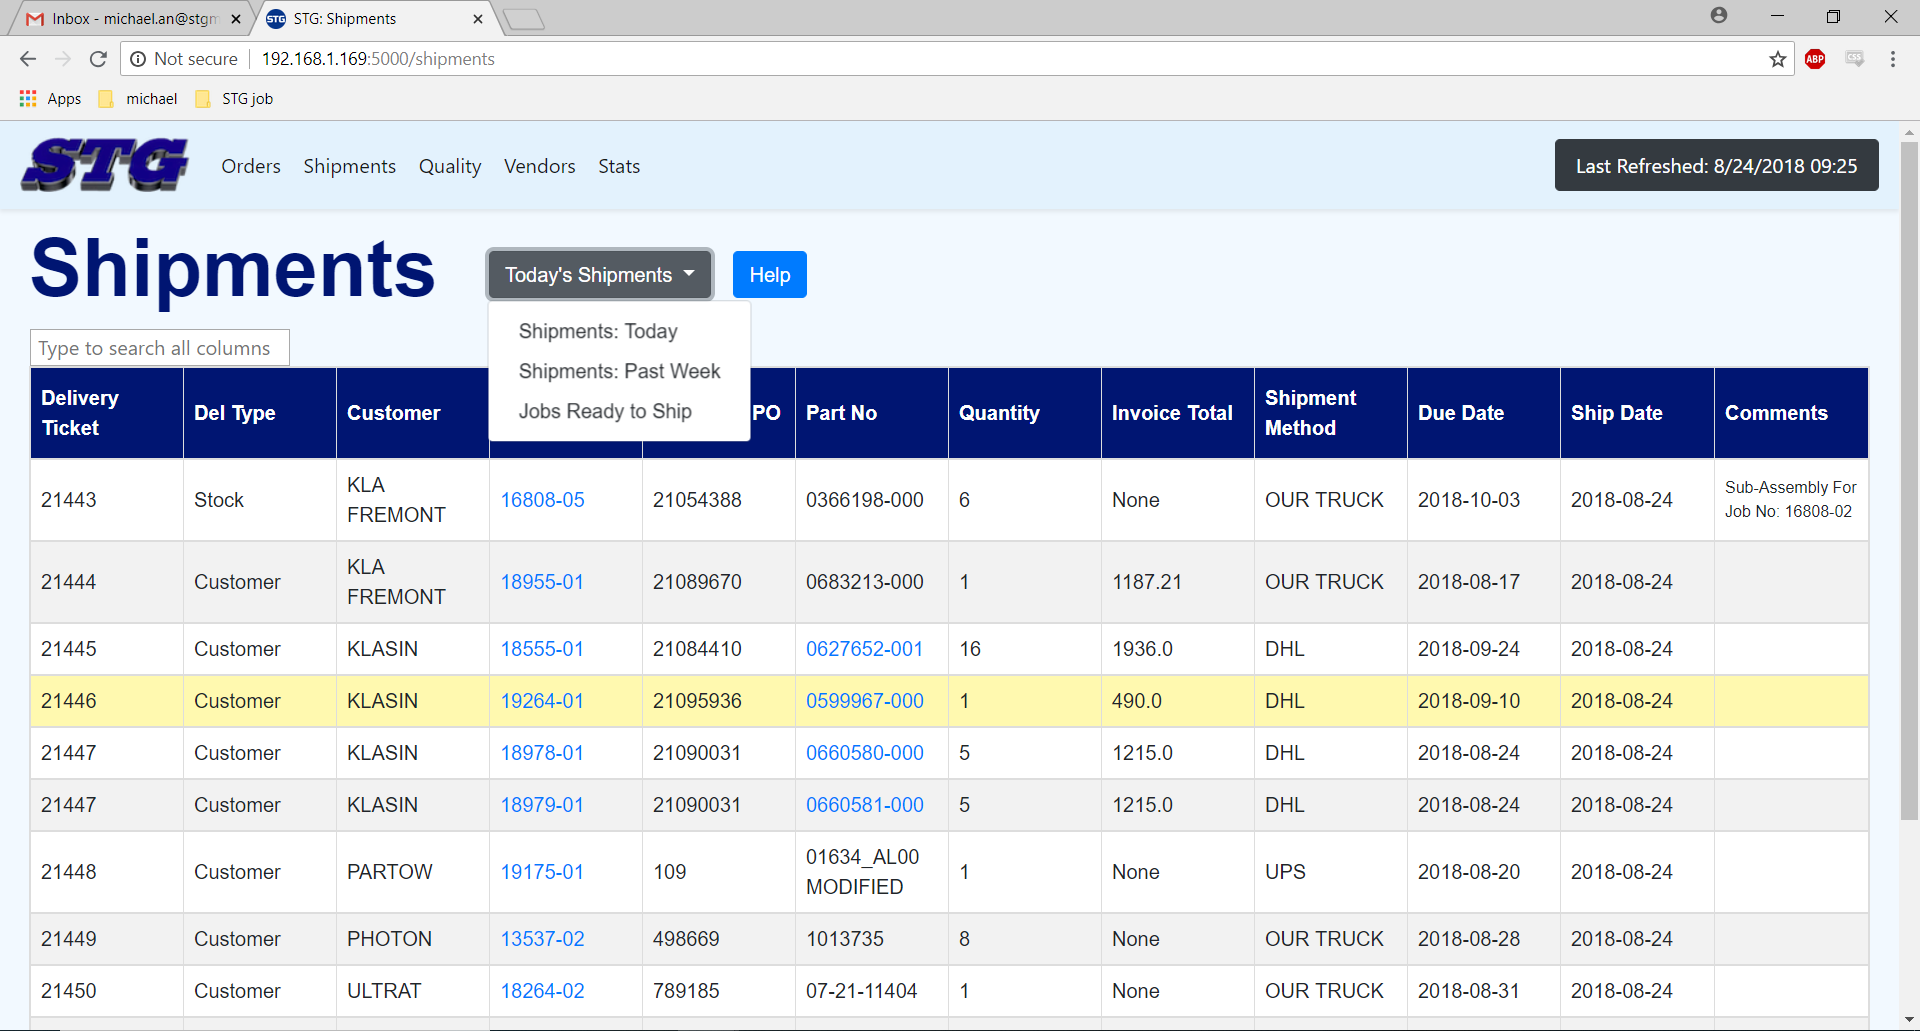 Inbox - michael.an@stgm
STG: Shipments
Not secure
192.168.1.169:5000/shipments
ABP
CSS
Apps
michael
STG job
STG
Orders
Shipments
Quality
Vendors
Stats
Last Refreshed: 8/24/2018 09:25
Shipments
Today's Shipments
Help
Shipments: Today
Shipments: Past Week
Jobs Ready to Ship
Type to search all columns
Delivery Ticket Del Type Customer PO Part No Quantity Invoice Total Shipment Method Due Date Ship Date Comments
21443 Stock KLA FREMONT 16808-05 21054388 0366198-000 6 None OUR TRUCK 2018-10-03 2018-08-24 Sub-Assembly For Job No: 16808-02
21444 Customer KLA FREMONT 18955-01 21089670 0683213-000 1 1187.21 OUR TRUCK 2018-08-17 2018-08-24
21445 Customer KLASIN 18555-01 21084410 0627652-001 16 1936.0 DHL 2018-09-24 2018-08-24
21446 Customer KLASIN 19264-01 21095936 0599967-000 1 490.0 DHL 2018-09-10 2018-08-24
21447 Customer KLASIN 18978-01 21090031 0660580-000 5 1215.0 DHL 2018-08-24 2018-08-24
21447 Customer KLASIN 18979-01 21090031 0660581-000 5 1215.0 DHL 2018-08-24 2018-08-24
21448 Customer PARTOW 19175-01 109 01634_AL00 MODIFIED 1 None UPS 2018-08-20 2018-08-24
21449 Customer PHOTON 13537-02 498669 1013735 8 None OUR TRUCK 2018-08-28 2018-08-24
21450 Customer ULTRAT 18264-02 789185 07-21-11404 1 None OUR TRUCK 2018-08-31 2018-08-24